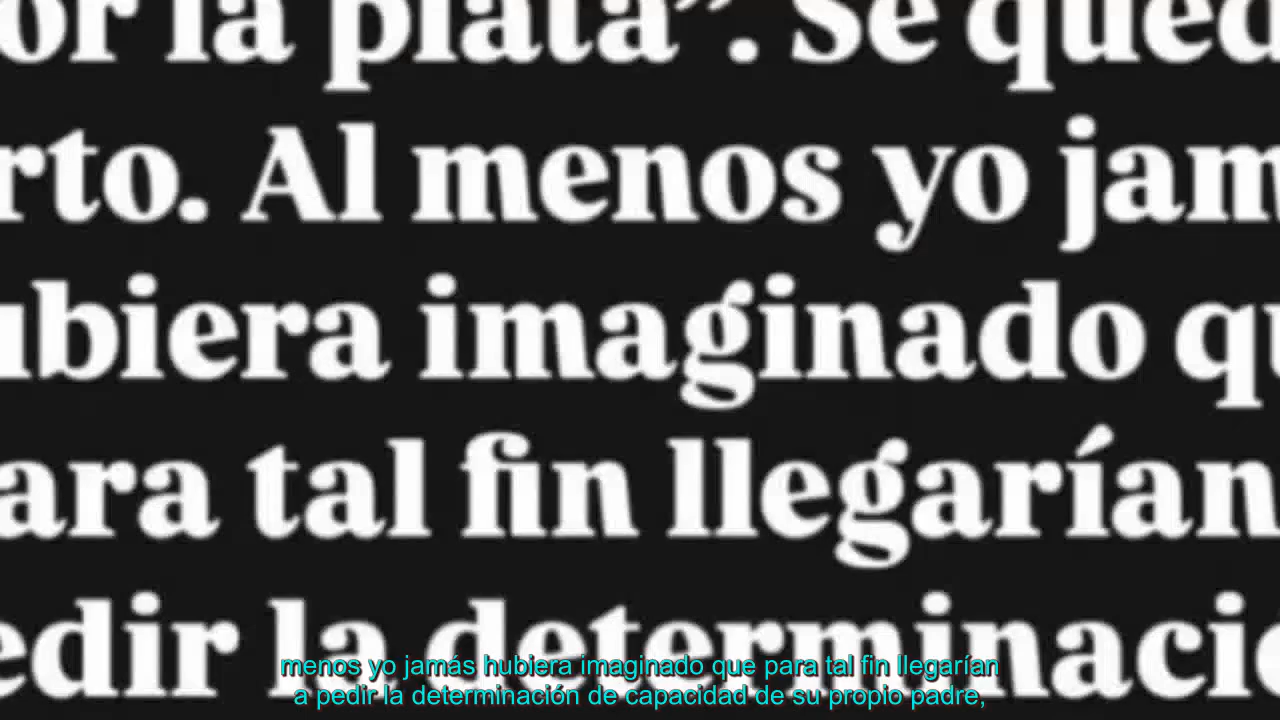 or la plata”. Se qued
rto. Al menos yo jam
ubiera imaginado qu
ara tal fin llegarían
edir la determinació
menos yo jamás hubiera imaginado que para tal fin llegarían
a pedir la determinación de capacidad de su propio padre,